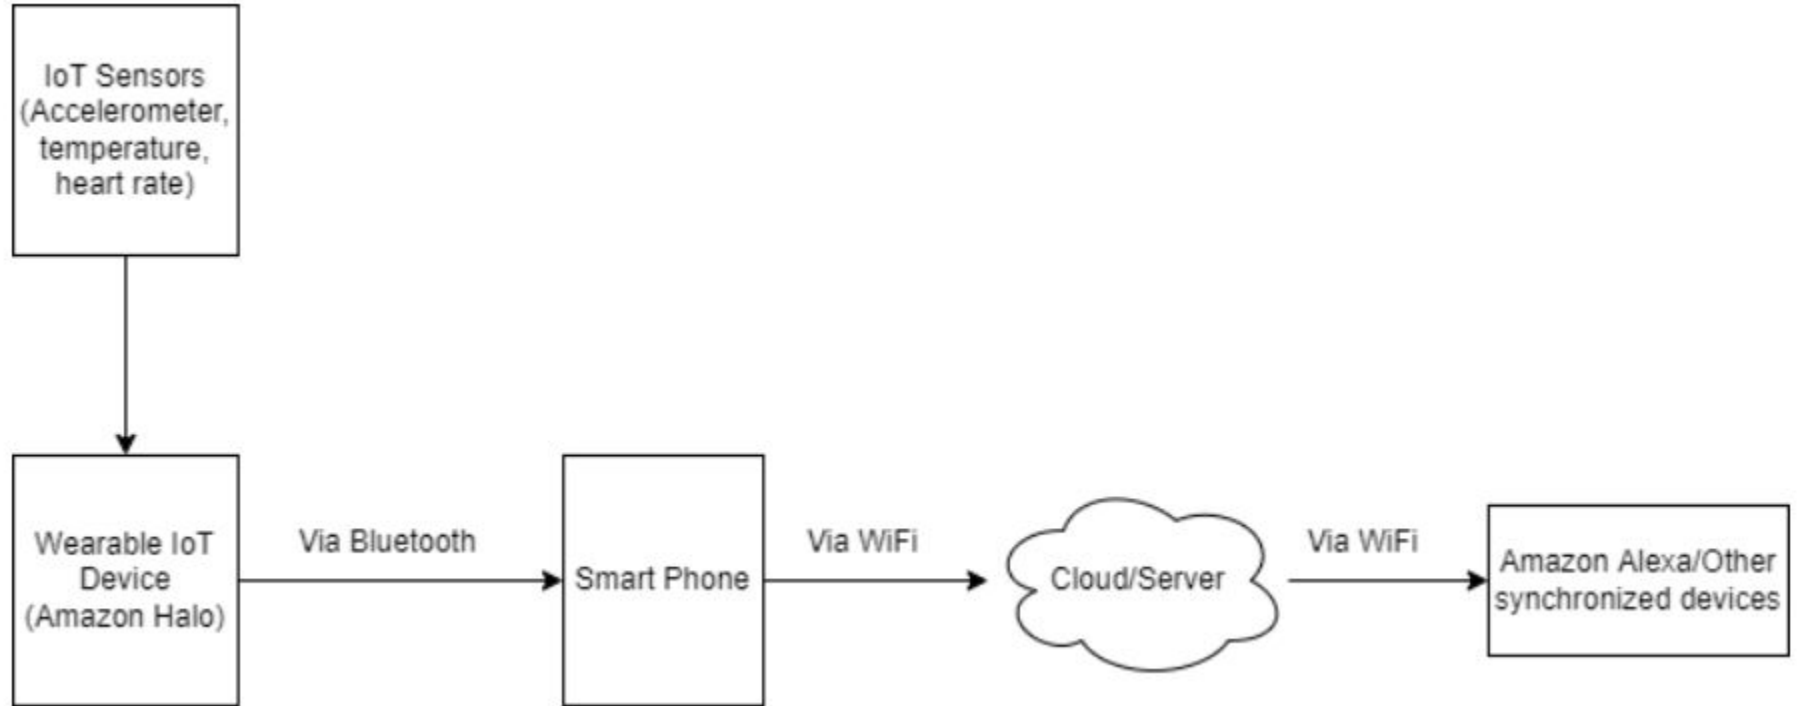 IoT Sensors
(Accelerometer,
temperature,
heart rate)
Wearable IoT
Device
(Amazon Halo)
Via Bluetooth
Smart Phone
Via WiFi
Cloud/Server
Via WiFi
Amazon Alexa/Other
synchronized devices